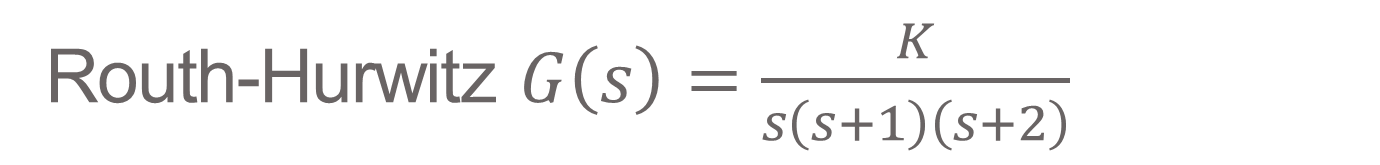 Routh-Hurwitz G(s) = K / s(s+1)(s+2)